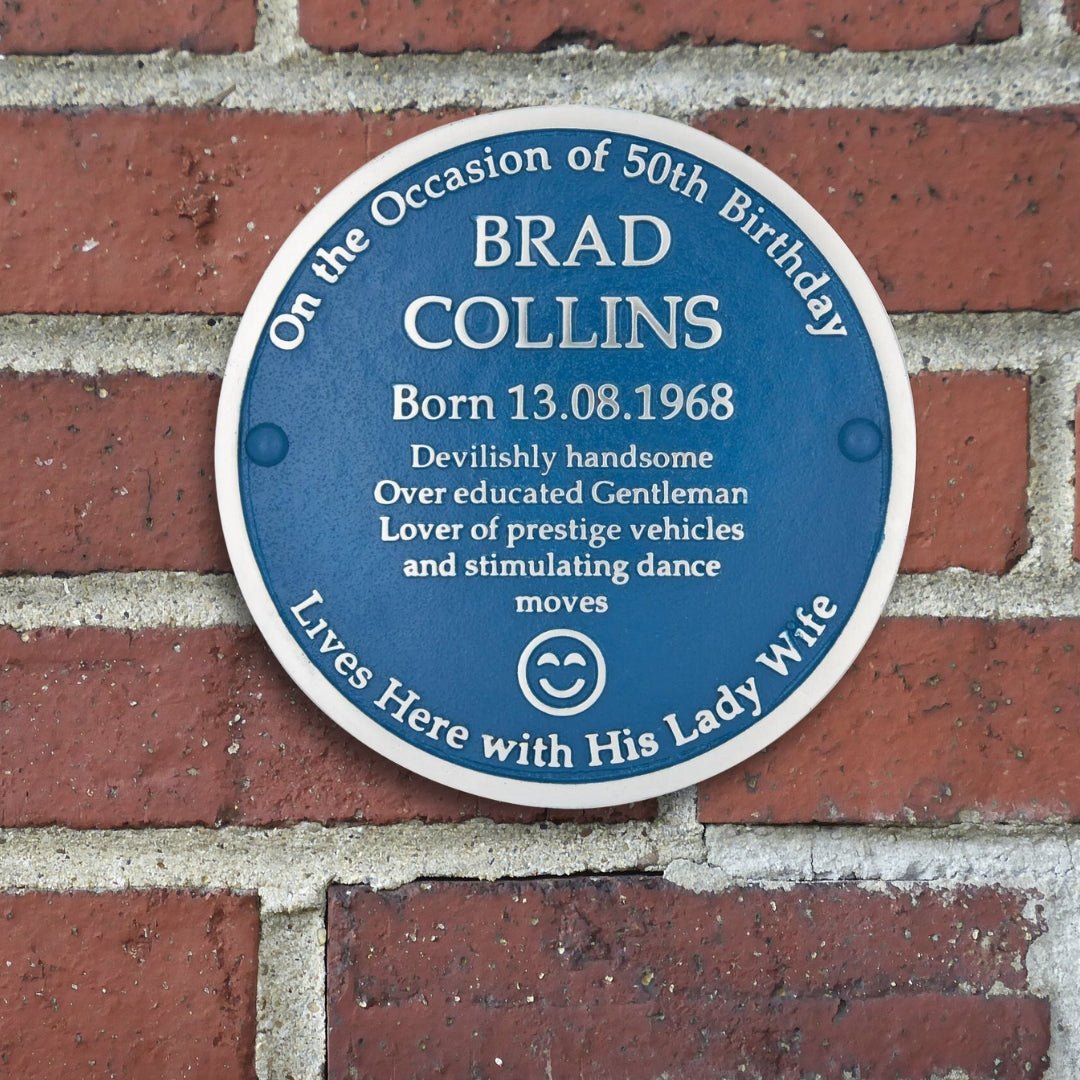 On the Occasion of 50th Birthday
BRAD
COLLINS
Born 13.08.1968
Devilishly handsome
Over educated Gentleman
Lover of prestige vehicles
and stimulating dance
moves
Lives Here with His Lady Wife